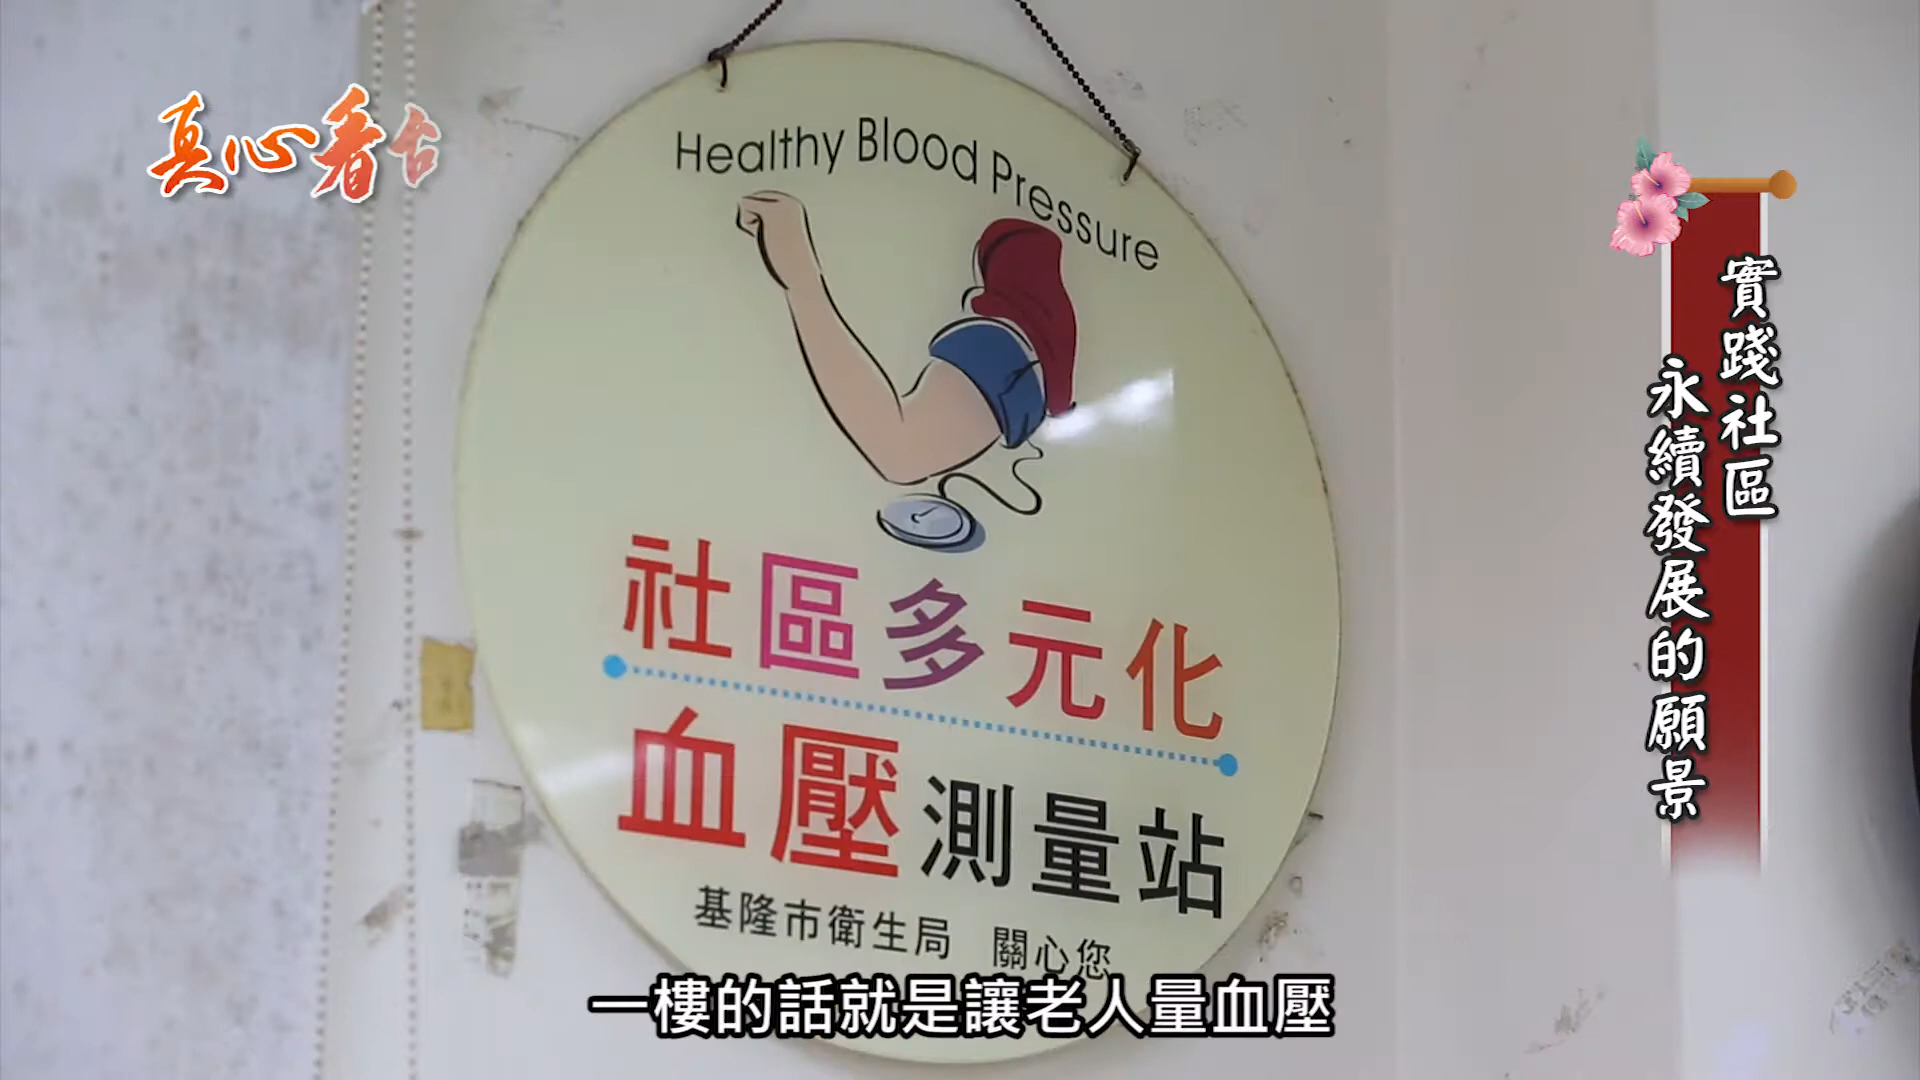 真心看台
Healthy Blood Pressure
實踐社區
永續發展的願景
社區多元化
血壓測量站
基隆市衛生局 關心您
一樓的話就是讓老人量血壓